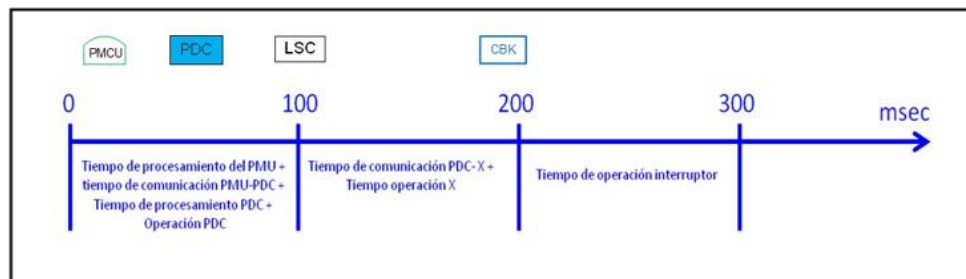 PMCU
PDC
LSC
CBK
0
100
200
300
msec
Tiempo de procesamiento del PMU +
tiempo de comunicación PMU-PDC +
Tiempo de procesamiento PDC +
Operación PDC
Tiempo de comunicación PDC-X +
Tiempo operación X
Tiempo de operación interruptor